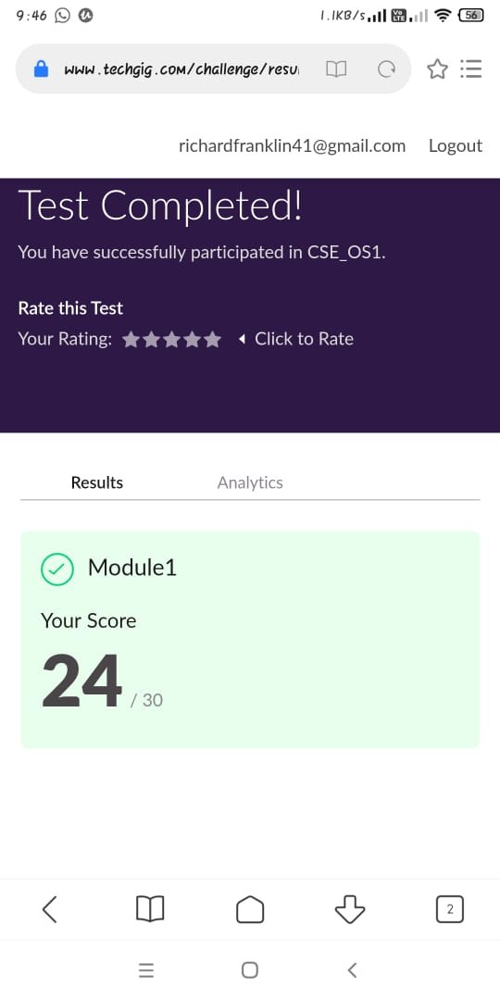 9:46 1.1KB/s Vo LTE 56
www.techgig.com/challenge/resu
richardfranklin41@gmail.com Logout
Test Completed!
You have successfully participated in CSE_OS1.
Rate this Test
Your Rating: Click to Rate
Results Analytics
Module1
Your Score
24 / 30
2